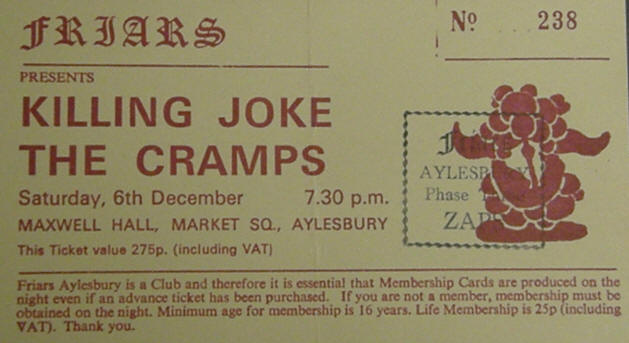 FRIARS
Nº 238
PRESENTS
KILLING JOKE
THE CRAMPS
Saturday, 6th December 7.30 p.m.
MAXWELL HALL, MARKET SQ., AYLESBURY
This Ticket value 275p. (including VAT)
Friars
AYLESBURY
Phase
Friars Aylesbury is a Club and therefore it is essential that Membership Cards are produced on the
night even if an advance ticket has been purchased. If you are not a member, membership must be
obtained on the night. Minimum age for membership is 16 years. Life Membership is 25p (including
VAT). Thank you.